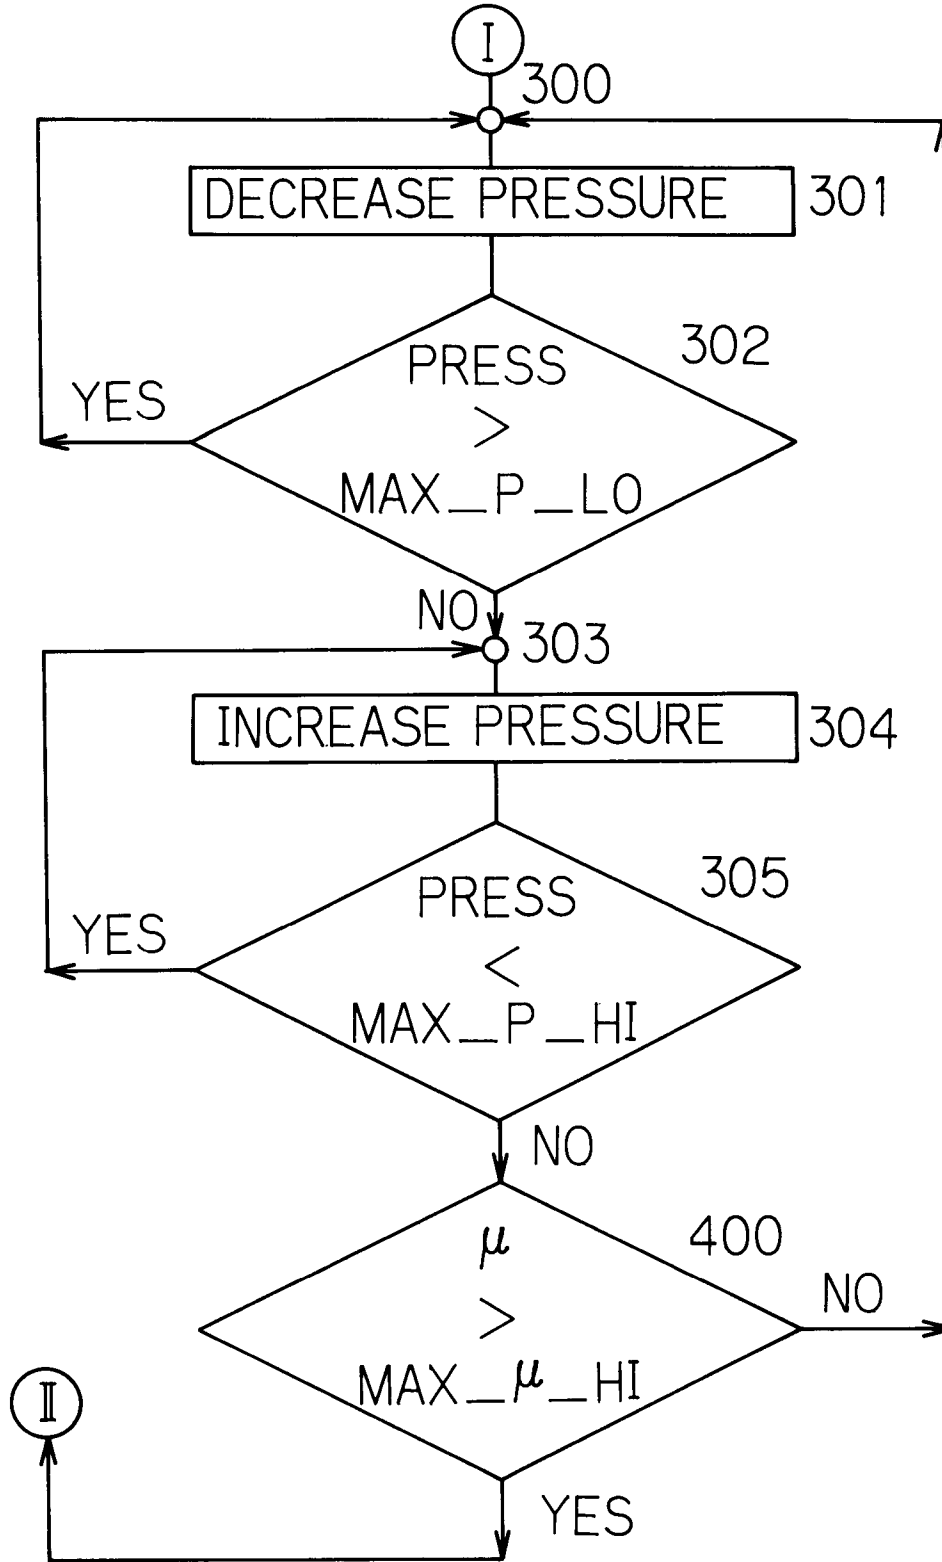 I
300
DECREASE PRESSURE 301
302
PRESS
>
MAX_P_LO
YES
NO
303
INCREASE PRESSURE 304
305
PRESS
<
MAX_P_HI
YES
NO
400
μ
>
MAX_μ_HI
NO
II
YES